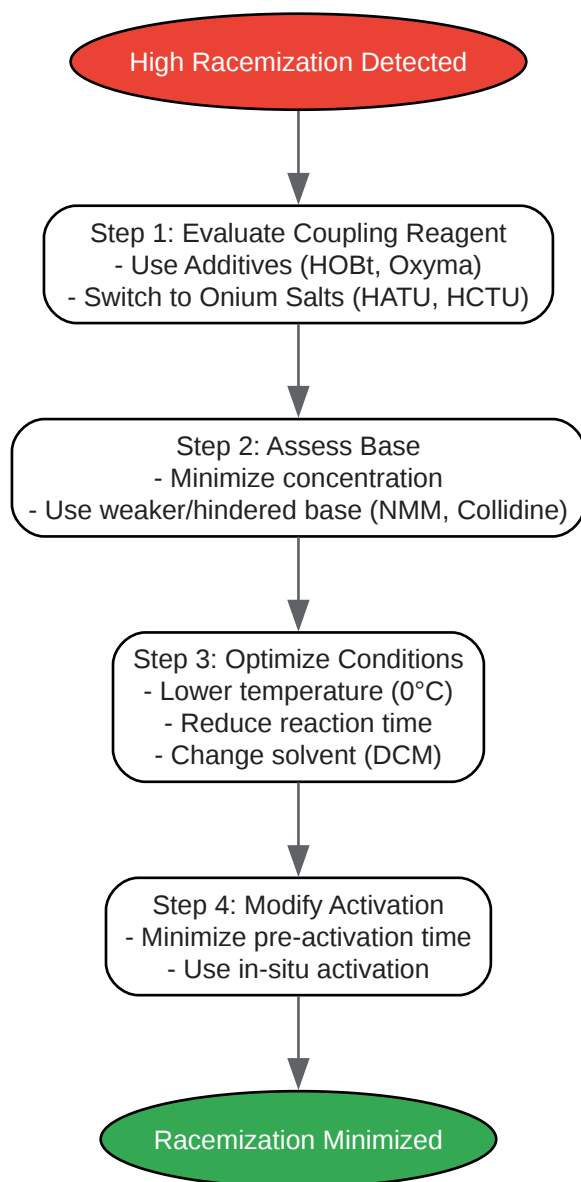 High Racemization Detected
Step 1: Evaluate Coupling Reagent
- Use Additives (HOBt, Oxyma)
- Switch to Onium Salts (HATU, HCTU)
Step 2: Assess Base
- Minimize concentration
- Use weaker/hindered base (NMM, Collidine)
Step 3: Optimize Conditions
- Lower temperature (0°C)
- Reduce reaction time
- Change solvent (DCM)
Step 4: Modify Activation
- Minimize pre-activation time
- Use in-situ activation
Racemization Minimized